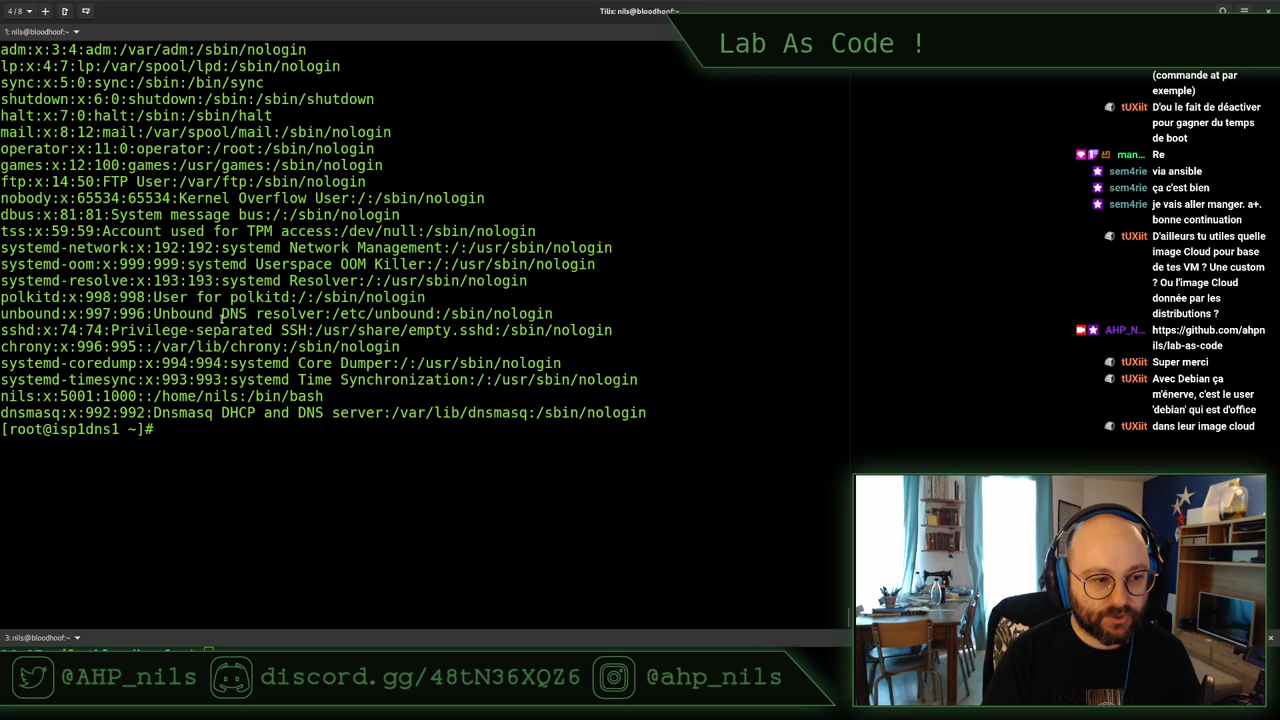 4 / 8
Tilix: nils@bloodhoof:~
1: nils@bloodhoof:~
Lab As Code !
adm:x:3:4:adm:/var/adm:/sbin/nologin
lp:x:4:7:lp:/var/spool/lpd:/sbin/nologin
sync:x:5:0:sync:/sbin:/bin/sync
shutdown:x:6:0:shutdown:/sbin:/sbin/shutdown
halt:x:7:0:halt:/sbin:/sbin/halt
mail:x:8:12:mail:/var/spool/mail:/sbin/nologin
operator:x:11:0:operator:/root:/sbin/nologin
games:x:12:100:games:/usr/games:/sbin/nologin
ftp:x:14:50:FTP User:/var/ftp:/sbin/nologin
nobody:x:65534:65534:Kernel Overflow User:/:/sbin/nologin
dbus:x:81:81:System message bus:/:/sbin/nologin
tss:x:59:59:Account used for TPM access:/dev/null:/sbin/nologin
systemd-network:x:192:192:systemd Network Management:/:/usr/sbin/nologin
systemd-oom:x:999:999:systemd Userspace OOM Killer:/:/usr/sbin/nologin
systemd-resolve:x:193:193:systemd Resolver:/:/usr/sbin/nologin
polkitd:x:998:998:User for polkitd:/:/sbin/nologin
unbound:x:997:996:Unbound DNS resolver:/etc/unbound:/sbin/nologin
sshd:x:74:74:Privilege-separated SSH:/usr/share/empty.sshd:/sbin/nologin
chrony:x:996:995::/var/lib/chrony:/sbin/nologin
systemd-coredump:x:994:994:systemd Core Dumper:/:/usr/sbin/nologin
systemd-timesync:x:993:993:systemd Time Synchronization:/:/usr/sbin/nologin
nils:x:5001:1000::/home/nils:/bin/bash
dnsmasq:x:992:992:Dnsmasq DHCP and DNS server:/var/lib/dnsmasq:/sbin/nologin
[root@isp1dns1 ~]#
(commande at par
exemple)
tUXiit D'ou le fait de déactiver
pour gagner du temps
de boot
man... Re
sem4rie via ansible
sem4rie ça c'est bien
sem4rie je vais aller manger. a+.
bonne continuation
tUXiit D'ailleurs tu utiles quelle
image Cloud pour base
de tes VM ? Une custom
? Ou l'image Cloud
donnée par les
distributions ?
AHP_N... https://github.com/ahpn
ils/lab-as-code
tUXiit Super merci
tUXiit Avec Debian ça
m'énerve, c'est le user
'debian' qui est d'office
tUXiit dans leur image cloud
3: nils@bloodhoof:~
@AHP_nils discord.gg/48tN36XQZ6 @ahp_nils